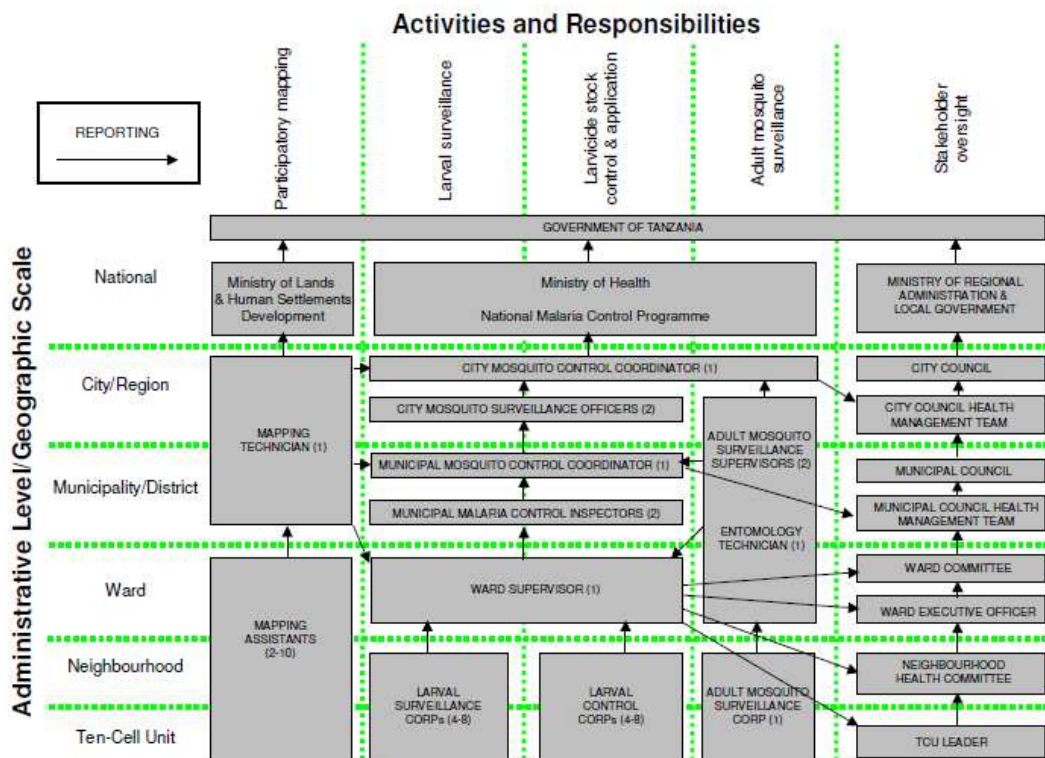 Activities and Responsibilities
REPORTING
Participatory mapping
Larval surveillance
Larvicide stock
control & application
Adult mosquito
surveillance
Stakeholder
oversight
Administrative Level/Geographic Scale
GOVERNMENT OF TANZANIA
National
Ministry of Lands
& Human Settlements
Development
Ministry of Health
National Malaria Control Programme
MINISTRY OF REGIONAL
ADMINISTRATION &
LOCAL GOVERNMENT
City/Region
MAPPING
TECHNICIAN (1)
CITY MOSQUITO CONTROL COORDINATOR (1)
CITY COUNCIL
CITY MOSQUITO SURVEILLANCE OFFICERS (2)
ADULT MOSQUITO
SURVEILLANCE
SUPERVISORS (2)
CITY COUNCIL HEALTH
MANAGEMENT TEAM
Municipality/District
MUNICIPAL MOSQUITO CONTROL COORDINATOR (1)
MUNICIPAL COUNCIL
MUNICIPAL MALARIA CONTROL INSPECTORS (2)
ENTOMOLOGY
TECHNICIAN (1)
MUNICIPAL COUNCIL HEALTH
MANAGEMENT TEAM
Ward
MAPPING
ASSISTANTS
(2-10)
WARD SUPERVISOR (1)
WARD COMMITTEE
WARD EXECUTIVE OFFICER
Neighbourhood
LARVAL
SURVEILLANCE
CORPs (4-8)
LARVAL
CONTROL
CORPs (4-8)
ADULT MOSQUITO
SURVEILLANCE
CORP (1)
NEIGHBOURHOOD
HEALTH COMMITTEE
Ten-Cell Unit
TCU LEADER